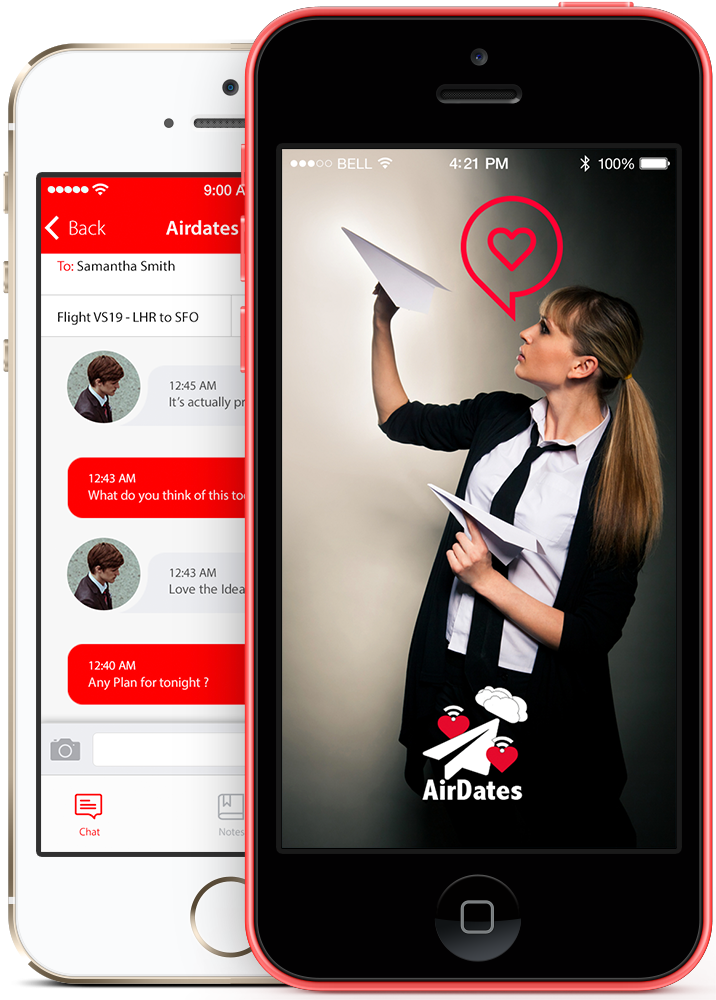 9:00 A
Back
Airdates
To: Samantha Smith
Flight VS19 - LHR to SFO
12:45 AM
It's actually pr
12:43 AM
What do you think of this to
12:43 AM
Love the Idea
12:40 AM
Any Plan for tonight ?
Chat
Notes
BELL
4:21 PM
100%
AirDates